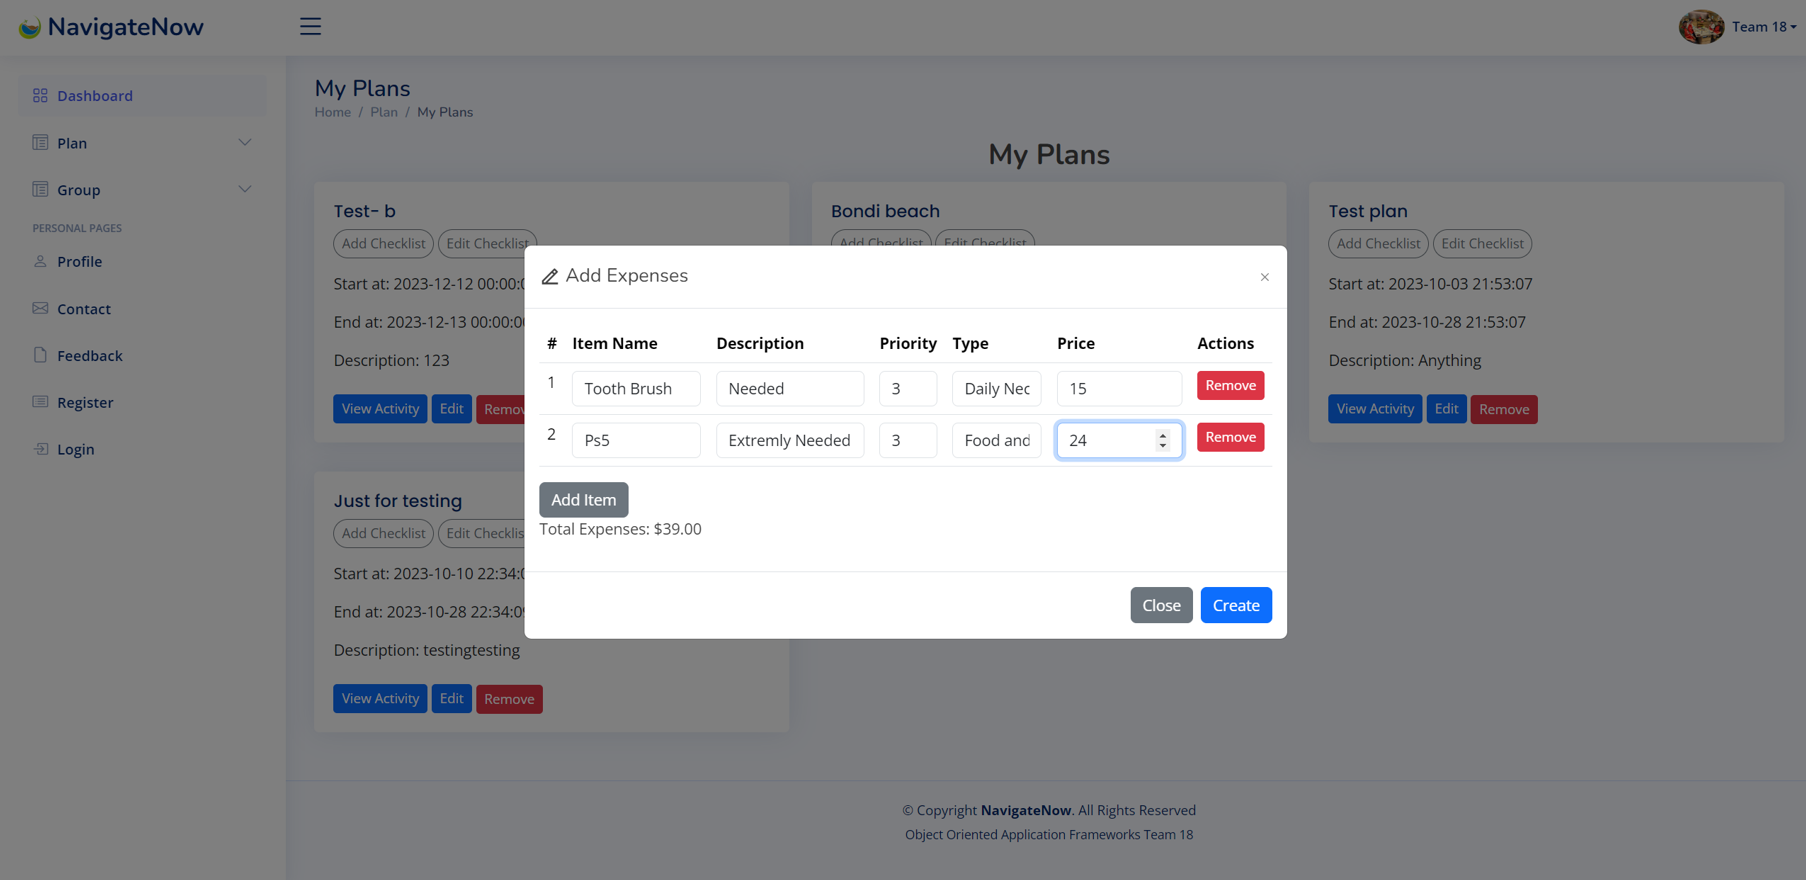 NavigateNow
Team 18
Dashboard
Plan
Group
PERSONAL PAGES
Profile
Contact
Feedback
Register
Login
My Plans
Home / Plan / My Plans
My Plans
Test- b
Add Checklist Edit Checklist
Start at: 2023-12-12 00:00:0
End at: 2023-12-13 00:00:0
Description: 123
View Activity Edit Remov
Bondi beach
Add Checklist Edit Checklist
Test plan
Add Checklist Edit Checklist
Start at: 2023-10-03 21:53:07
End at: 2023-10-28 21:53:07
Description: Anything
View Activity Edit Remove
Just for testing
Add Checklist Edit Checklis
Start at: 2023-10-10 22:34:0
End at: 2023-10-28 22:34:09
Description: testingtesting
View Activity Edit Remove
Add Expenses ×
# Item Name Description Priority Type Price Actions
1 Tooth Brush Needed 3 Daily Nec 15 Remove
2 Ps5 Extremly Needed 3 Food and 24 Remove
Add Item
Total Expenses: $39.00
Close Create
© Copyright NavigateNow. All Rights Reserved
Object Oriented Application Frameworks Team 18